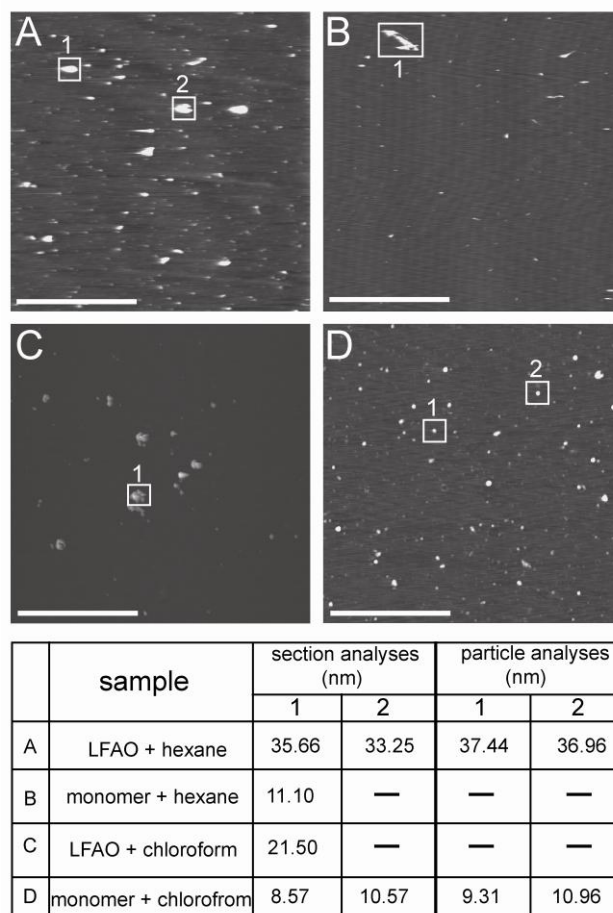 A
1
2
B
1
C
1
D
1
2
sample
section analyses (nm)
particle analyses (nm)
1 2 1 2
A LFAO + hexane 35.66 33.25 37.44 36.96
B monomer + hexane 11.10 — — —
C LFAO + chloroform 21.50 — — —
D monomer + chlorofrom 8.57 10.57 9.31 10.96